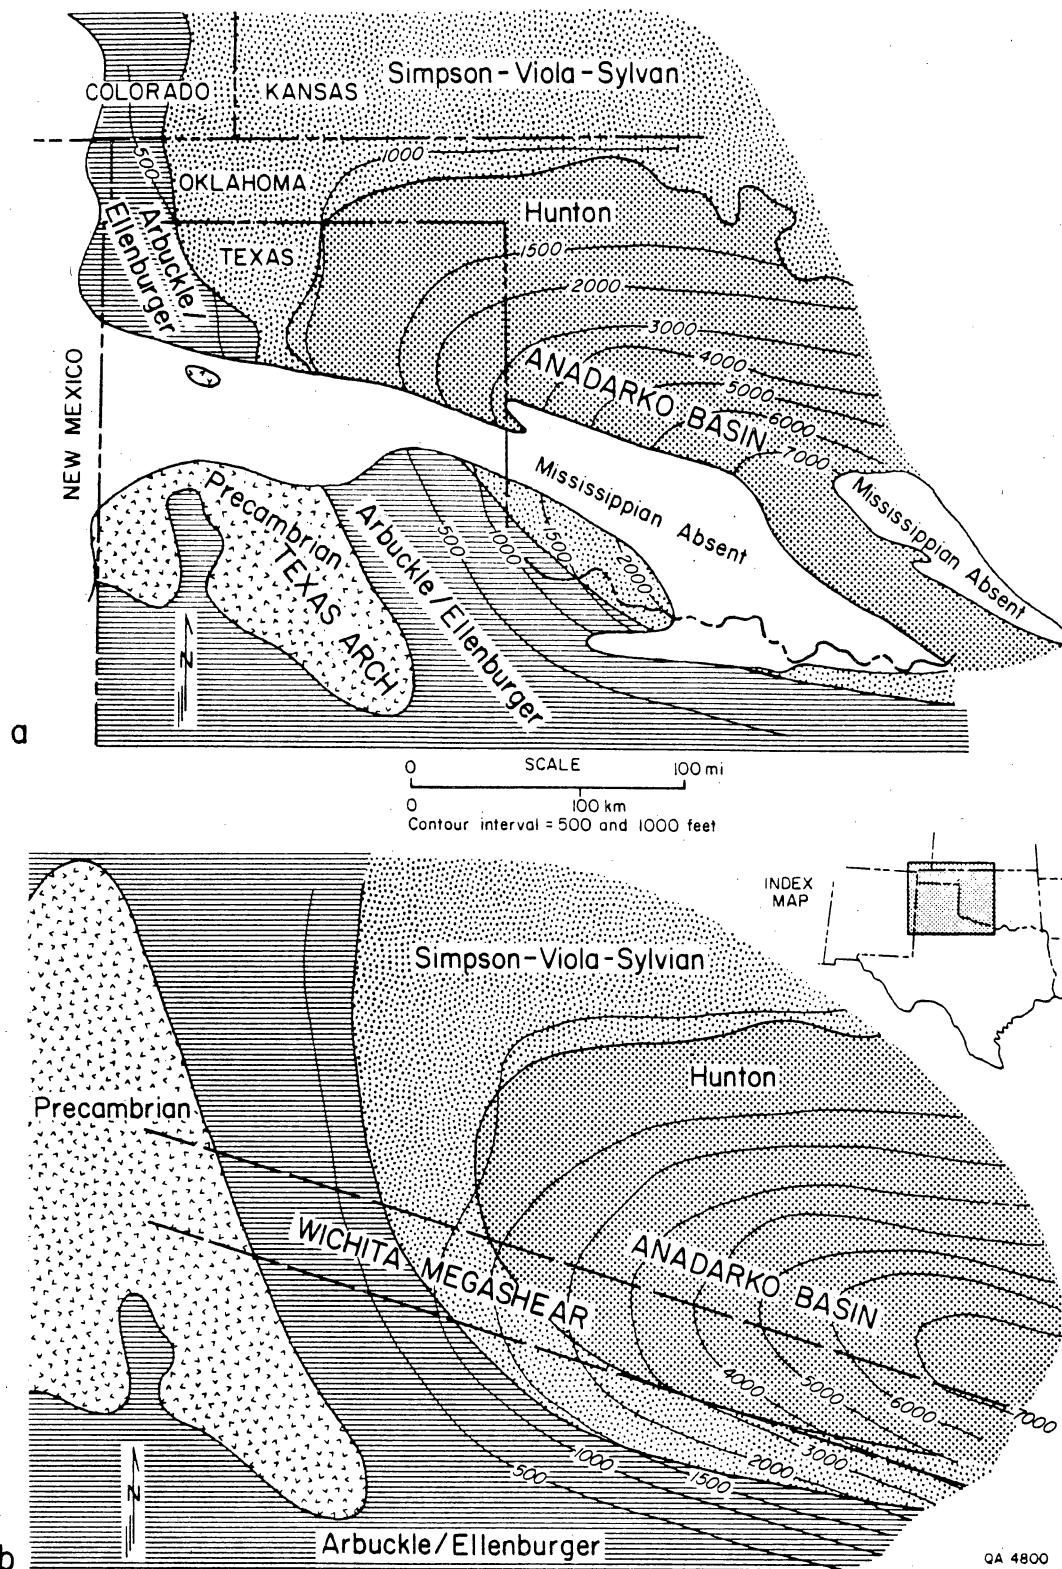 Simpson-Viola-Sylvan
COLORADO
KANSAS
500
1000
OKLAHOMA
Hunton
Arbuckle/
Ellenburger
TEXAS
1500
2000
3000
4000
5000
6000
7000
ANADARKO BASIN
NEW MEXICO
Mississippian Absent
Mississippian Absent
Precambrian
TEXAS ARCH
Arbuckle/Ellenburger
500
1000
1500
2000
N
a
0 SCALE 100 mi
0 100 km
Contour interval = 500 and 1000 feet
INDEX
MAP
Simpson-Viola-Sylvian
Hunton
Precambrian
WICHITA MEGASHEAR
ANADARKO BASIN
500
1000
1500
2000
3000
4000
5000
6000
7000
N
Arbuckle/Ellenburger
b
QA 4800